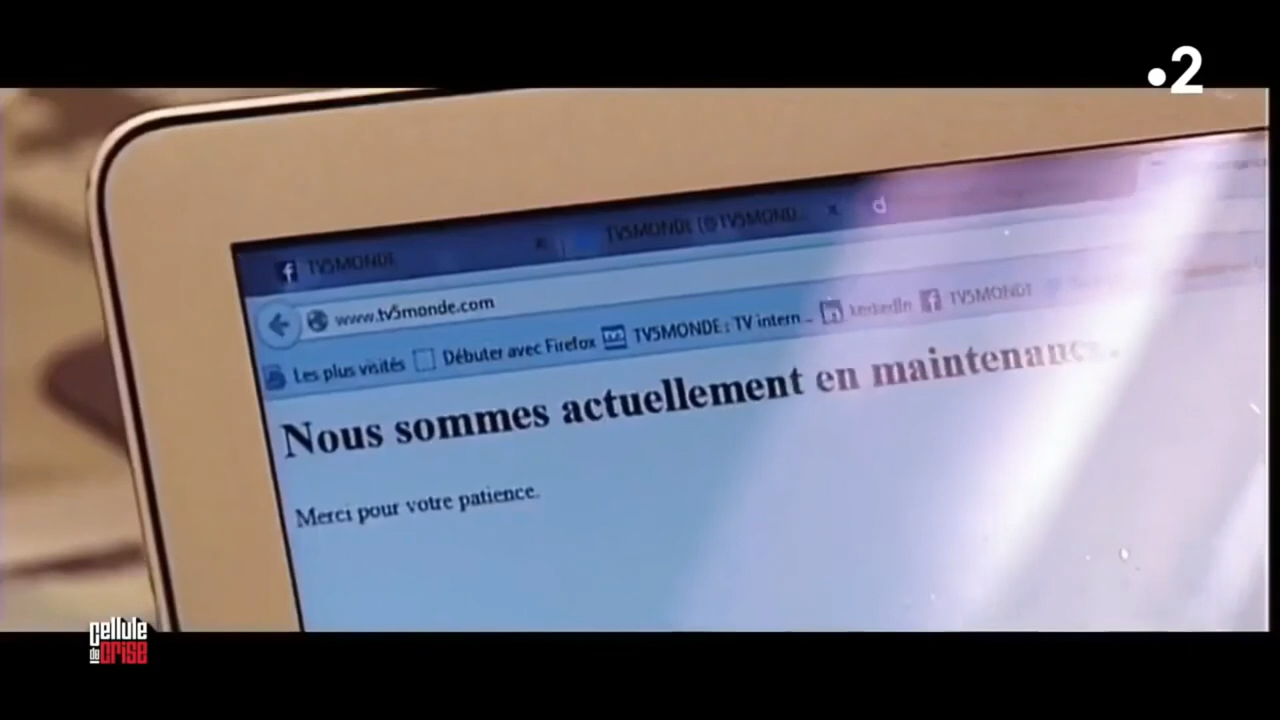 2
TV5MONDE
TV5MONDE (@TV5MOND...
www.tv5monde.com
Les plus visités Débuter avec Firefox TV5MONDE : TV intern... TV5MONDE
Nous sommes actuellement en maintenance.
Merci pour votre patience.
cellule
de crise